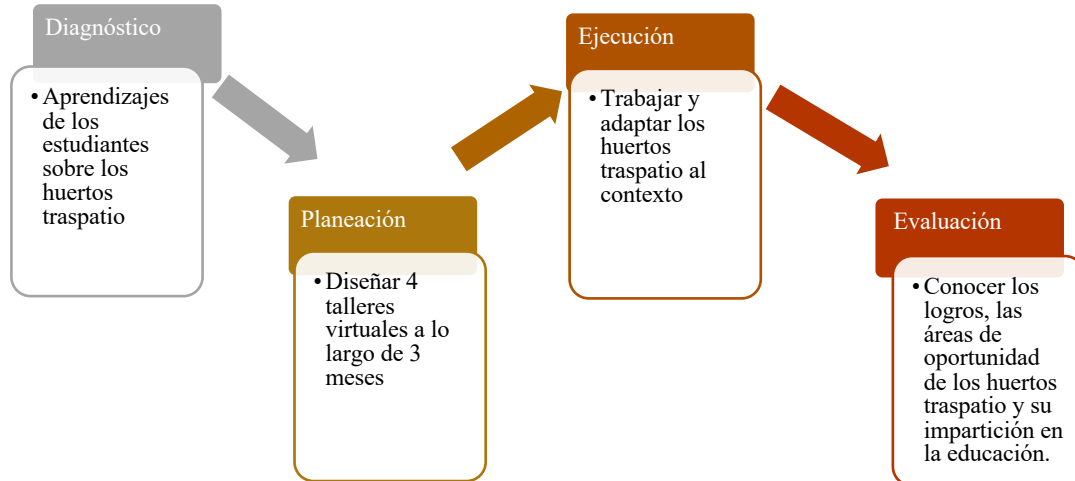 Diagnóstico
• Aprendizajes
de los
estudiantes
sobre los
huertos
traspatio
Planeación
• Diseñar 4
talleres
virtuales a lo
largo de 3
meses
Ejecución
• Trabajar y
adaptar los
huertos
traspatio al
contexto
Evaluación
• Conocer los
logros, las
áreas de
oportunidad
de los huertos
traspatio y su
impartición en
la educación.